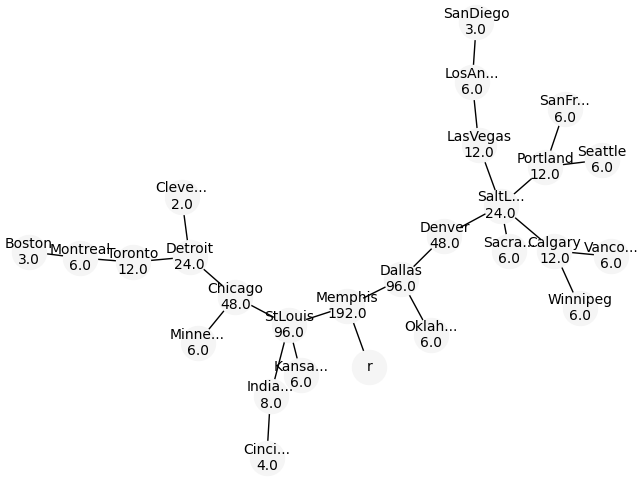 SanDiego
3.0
LosAn...
6.0
SanFr...
6.0
LasVegas
12.0
Portland
12.0
Seattle
6.0
Cleve...
2.0
SaltL...
24.0
Denver
48.0
Boston
3.0
Montreal
6.0
Toronto
12.0
Detroit
24.0
Sacra...
6.0
Calgary
12.0
Vanco...
6.0
Dallas
96.0
Chicago
48.0
Memphis
192.0
Winnipeg
6.0
StLouis
96.0
Oklah...
6.0
Minne...
6.0
r
Kansa...
6.0
India...
8.0
Cinci...
4.0